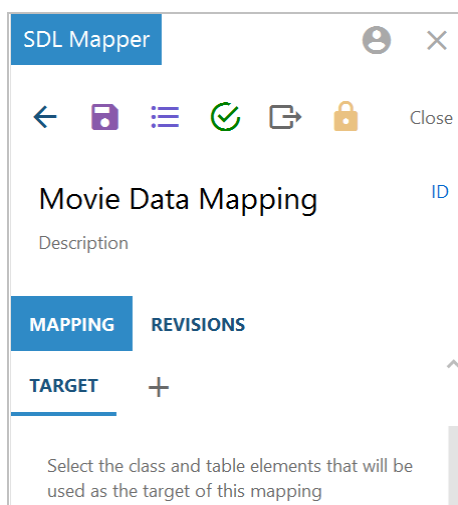 SDL Mapper
Close
Movie Data Mapping
ID
Description
MAPPING REVISIONS
TARGET +
Select the class and table elements that will be
used as the target of this mapping